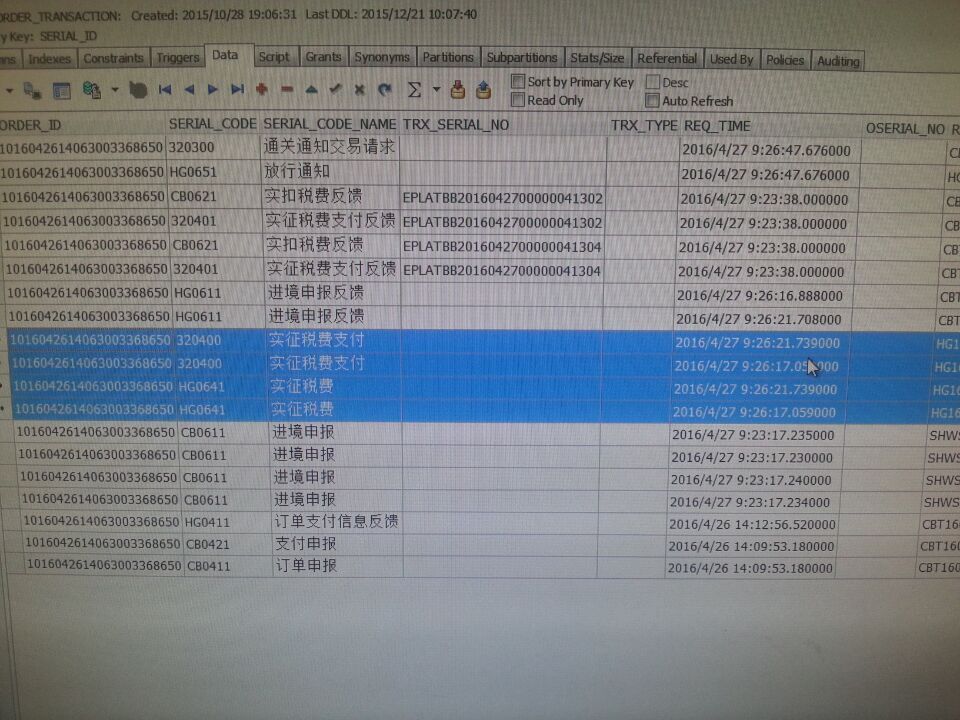 ORDER_TRANSACTION: Created: 2015/10/28 19:06:31 Last DDL: 2015/12/21 10:07:40
y Key: SERIAL_ID
ns Indexes Constraints Triggers Data Script Grants Synonyms Partitions Subpartitions Stats/Size Referential Used By Policies Auditing
Sort by Primary Key Desc
Read Only Auto Refresh
ORDER_ID SERIAL_CODE SERIAL_CODE_NAME TRX_SERIAL_NO TRX_TYPE REQ_TIME OSERIAL_NO R
1016042614063003368650 320300 通关通知交易请求 2016/4/27 9:26:47.676000 CB
1016042614063003368650 HG0651 放行通知 2016/4/27 9:26:47.676000 HG
1016042614063003368650 CB0621 实扣税费反馈 EPLATBB2016042700000041302 2016/4/27 9:23:38.000000 CB
1016042614063003368650 320401 实征税费支付反馈 EPLATBB2016042700000041302 2016/4/27 9:23:38.000000 CB
1016042614063003368650 CB0621 实扣税费反馈 EPLATBB2016042700000041304 2016/4/27 9:23:38.000000 CBT
1016042614063003368650 320401 实征税费支付反馈 EPLATBB2016042700000041304 2016/4/27 9:23:38.000000 CBT
1016042614063003368650 HG0611 进境申报反馈 2016/4/27 9:26:16.888000 CBT
1016042614063003368650 HG0611 进境申报反馈 2016/4/27 9:26:21.708000 CBT
1016042614063003368650 320400 实征税费支付 2016/4/27 9:26:21.739000 HG1
1016042614063003368650 320400 实征税费支付 2016/4/27 9:26:17.05 000 HG16
1016042614063003368650 HG0641 实征税费 2016/4/27 9:26:21.739000 HG16
1016042614063003368650 HG0641 实征税费 2016/4/27 9:26:17.059000 HG16
1016042614063003368650 CB0611 进境申报 2016/4/27 9:23:17.235000 SHWS
1016042614063003368650 CB0611 进境申报 2016/4/27 9:23:17.230000 SHWS
1016042614063003368650 CB0611 进境申报 2016/4/27 9:23:17.240000 SHWS
1016042614063003368650 CB0611 进境申报 2016/4/27 9:23:17.234000 SHWS
1016042614063003368650 HG0411 订单支付信息反馈 2016/4/26 14:12:56.520000 CBT160
1016042614063003368650 CB0421 支付申报 2016/4/26 14:09:53.180000 CBT160
1016042614063003368650 CB0411 订单申报 2016/4/26 14:09:53.180000 CBT160